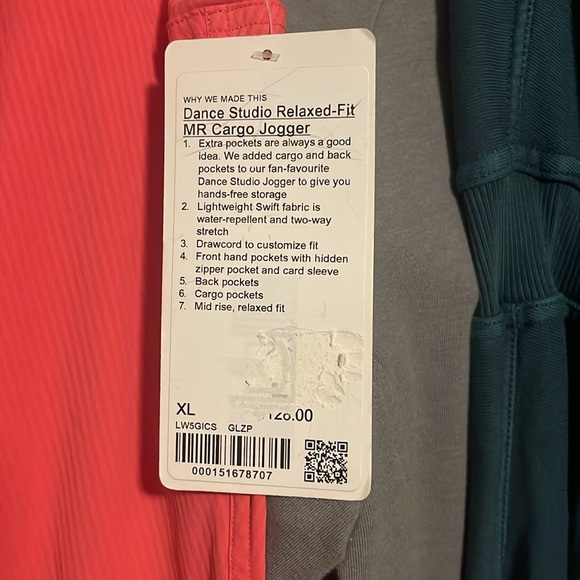 WHY WE MADE THIS
Dance Studio Relaxed-Fit
MR Cargo Jogger
1. Extra pockets are always a good
idea. We added cargo and back
pockets to our fan-favourite
Dance Studio Jogger to give you
hands-free storage
2. Lightweight Swift fabric is
water-repellent and two-way
stretch
3. Drawcord to customize fit
4. Front hand pockets with hidden
zipper pocket and card sleeve
5. Back pockets
6. Cargo pockets
7. Mid rise, relaxed fit
XL 128.00
LW5GICS GLZP
000151678707